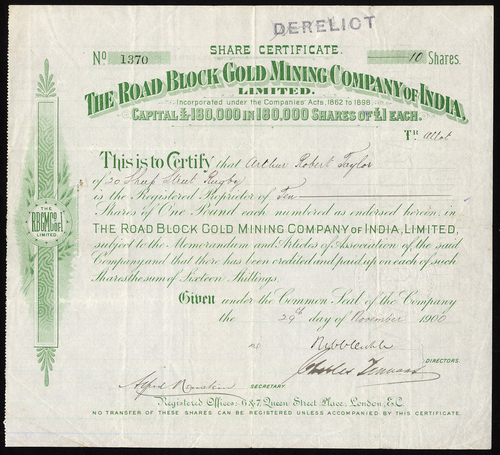 DERELICT
SHARE CERTIFICATE.
No 1370
10 Shares.
THE ROAD BLOCK GOLD MINING COMPANY OF INDIA,
LIMITED.
Incorporated under the Companies' Acts, 1862 to 1898.
CAPITAL £180,000 IN 180,000 SHARES OF £1 EACH.
Th Allot
This is to Certify that Arthur Robert Taylor
of 30 Sheep Street Rugby
is the Registered Proprietor of Ten
Shares of One Pound each numbered as endorsed herein, in
THE ROAD BLOCK GOLD MINING COMPANY OF INDIA, LIMITED,
subject to the Memorandum and Articles of Association of the said
Company and that there has been credited and paid up on each of such
Shares the sum of Sixteen Shillings.
THE
R.B.G.M.C. of I.
LIMITED.
Given under the Common Seal of the Company
the 29th day of November 1900
DIRECTORS.
Charles Tennant
Alfred
SECRETARY.
Registered Offices: 6 & 7, Queen Street Place, London, E.C.
NO TRANSFER OF THESE SHARES CAN BE REGISTERED UNLESS ACCOMPANIED BY THIS CERTIFICATE.